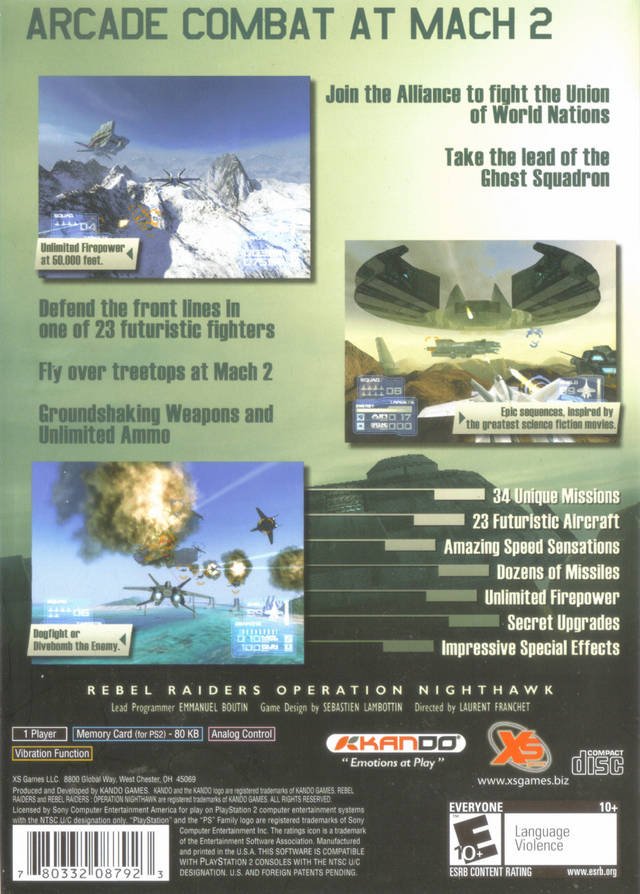 ARCADE COMBAT AT MACH 2
Join the Alliance to fight the Union
of World Nations
Take the lead of the
Ghost Squadron
SQUAD
04
Unlimited Firepower
at 50,000 feet.
Defend the front lines in
one of 23 futuristic fighters
Fly over treetops at Mach 2
Groundshaking Weapons and
Unlimited Ammo
SQUAD
08
Epic sequences, inspired by
the greatest science fiction movies.
06
Dogfight or
Divebomb the Enemy.
34 Unique Missions
23 Futuristic Aircraft
Amazing Speed Sensations
Dozens of Missiles
Unlimited Firepower
Secret Upgrades
Impressive Special Effects
REBEL RAIDERS OPERATION NIGHTHAWK
Lead Programmer EMMANUEL BOUTIN Game Design by SEBASTIEN LAMBOTTIN Directed by LAURENT FRANCHET
1 Player
Memory Card (for PS2) - 80 KB
Analog Control
Vibration Function
KANDO
"Emotions at Play"
XS
games
www.xsgames.biz
COMPACT
disc
XS Games LLC. 8800 Global Way, West Chester, OH 45069
Produced and Developed by KANDO GAMES. KANDO and the KANDO logo are registered trademarks of KANDO GAMES. REBEL
RAIDERS and REBEL RAIDERS : OPERATION NIGHTHAWK are registered trademarks of KANDO GAMES. ALL RIGHTS RESERVED.
Licensed by Sony Computer Entertainment America for play on PlayStation 2 computer entertainment systems
with the NTSC U/C designation only. "PlayStation" and the "PS" Family logo are registered trademarks of Sony
Computer Entertainment Inc. The ratings icon is a trademark
of the Entertainment Software Association. Manufactured
and printed in the U.S.A. THIS SOFTWARE IS COMPATIBLE
WITH PLAYSTATION 2 CONSOLES WITH THE NTSC U/C
DESIGNATION. U.S. AND FOREIGN PATENTS PENDING.
7 80332 08792 3
EVERYONE 10+
E
10+
Language
Violence
ESRB CONTENT RATING www.esrb.org